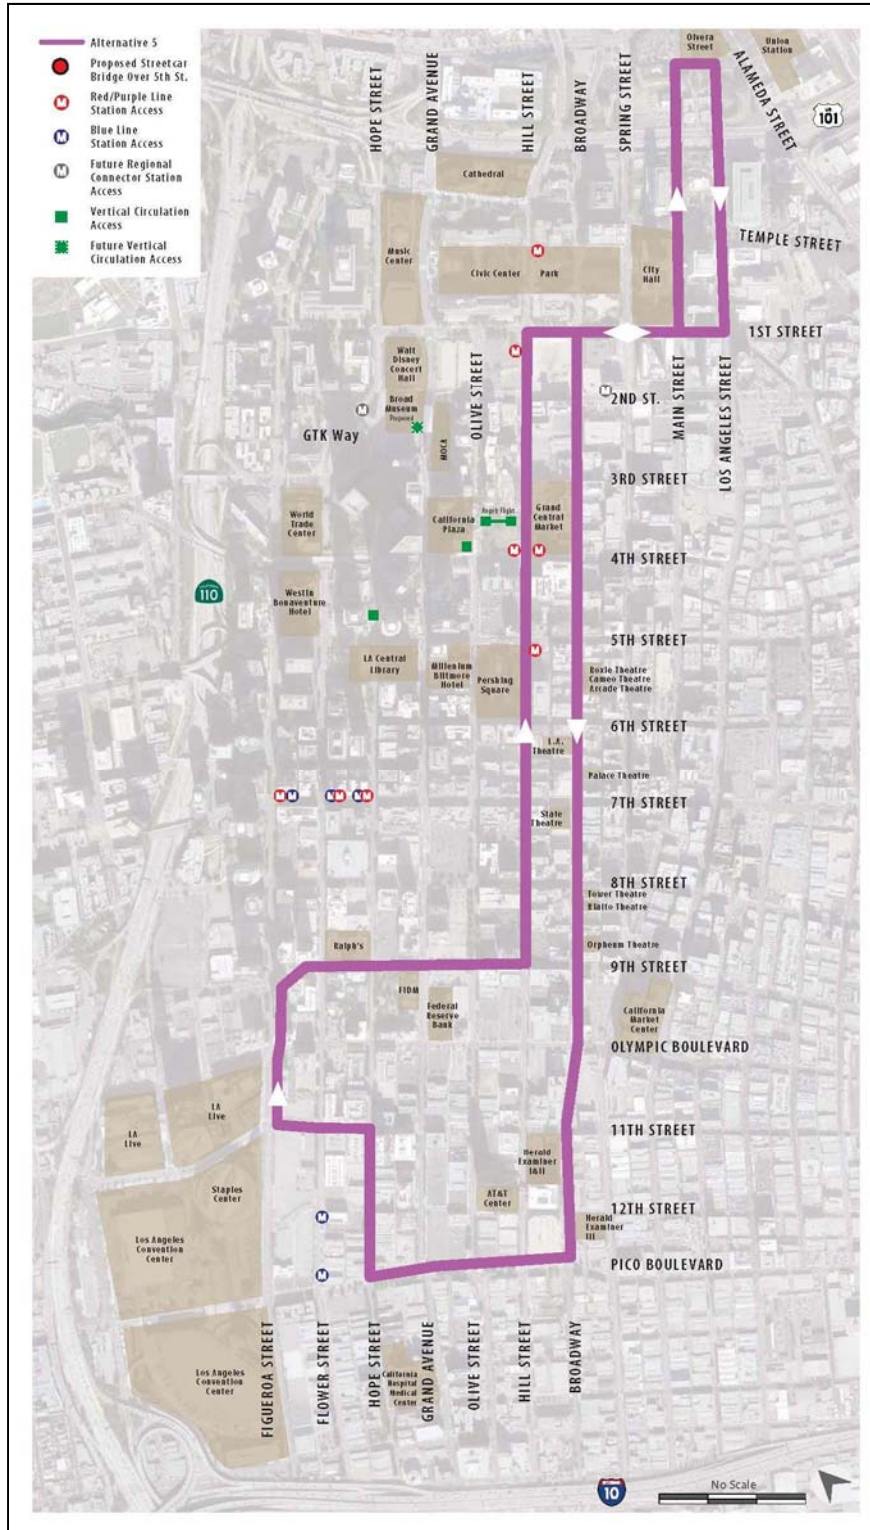 Alternative 5
Proposed Streetcar
Bridge Over 5th St.
Red/Purple Line
Station Access
Blue Line
Station Access
Future Regional
Connector Station
Access
Vertical Circulation
Access
Future Vertical
Circulation Access
HOPE STREET
GRAND AVENUE
HILL STREET
BROADWAY
SPRING STREET
Olvera
Street
Union
Station
ALAMEDA STREET
101
Cathedral
Music
Center
Civic Center
Park
City
Hall
TEMPLE STREET
1ST STREET
Walt
Disney
Concert
Hall
Broad
Museum
Proposed
OLIVE STREET
2ND ST.
MAIN STREET
LOS ANGELES STREET
GTK Way
MOCA
3RD STREET
World
Trade
Center
California
Plaza
Angels Flight
Grand
Central
Market
4TH STREET
110
Westin
Bonaventure
Hotel
5TH STREET
LA Central
Library
Millenium
Biltmore
Hotel
Pershing
Square
Roxie Theatre
Cameo Theatre
Arcade Theatre
6TH STREET
L.A.
Theatre
Palace Theatre
7TH STREET
State
Theatre
8TH STREET
Tower Theatre
Rialto Theatre
Ralph's
Orpheum Theatre
9TH STREET
FIDM
Federal
Reserve
Bank
California
Market
Center
OLYMPIC BOULEVARD
LA
Live
LA
Live
11TH STREET
Herald
Examiner
I&II
Staples
Center
AT&T
Center
12TH STREET
Herald
Examiner
III
Los Angeles
Convention
Center
PICO BOULEVARD
Los Angeles
Convention
Center
FIGUEROA STREET
FLOWER STREET
HOPE STREET
California
Hospital
Medical
Center
GRAND AVENUE
OLIVE STREET
HILL STREET
BROADWAY
10
No Scale